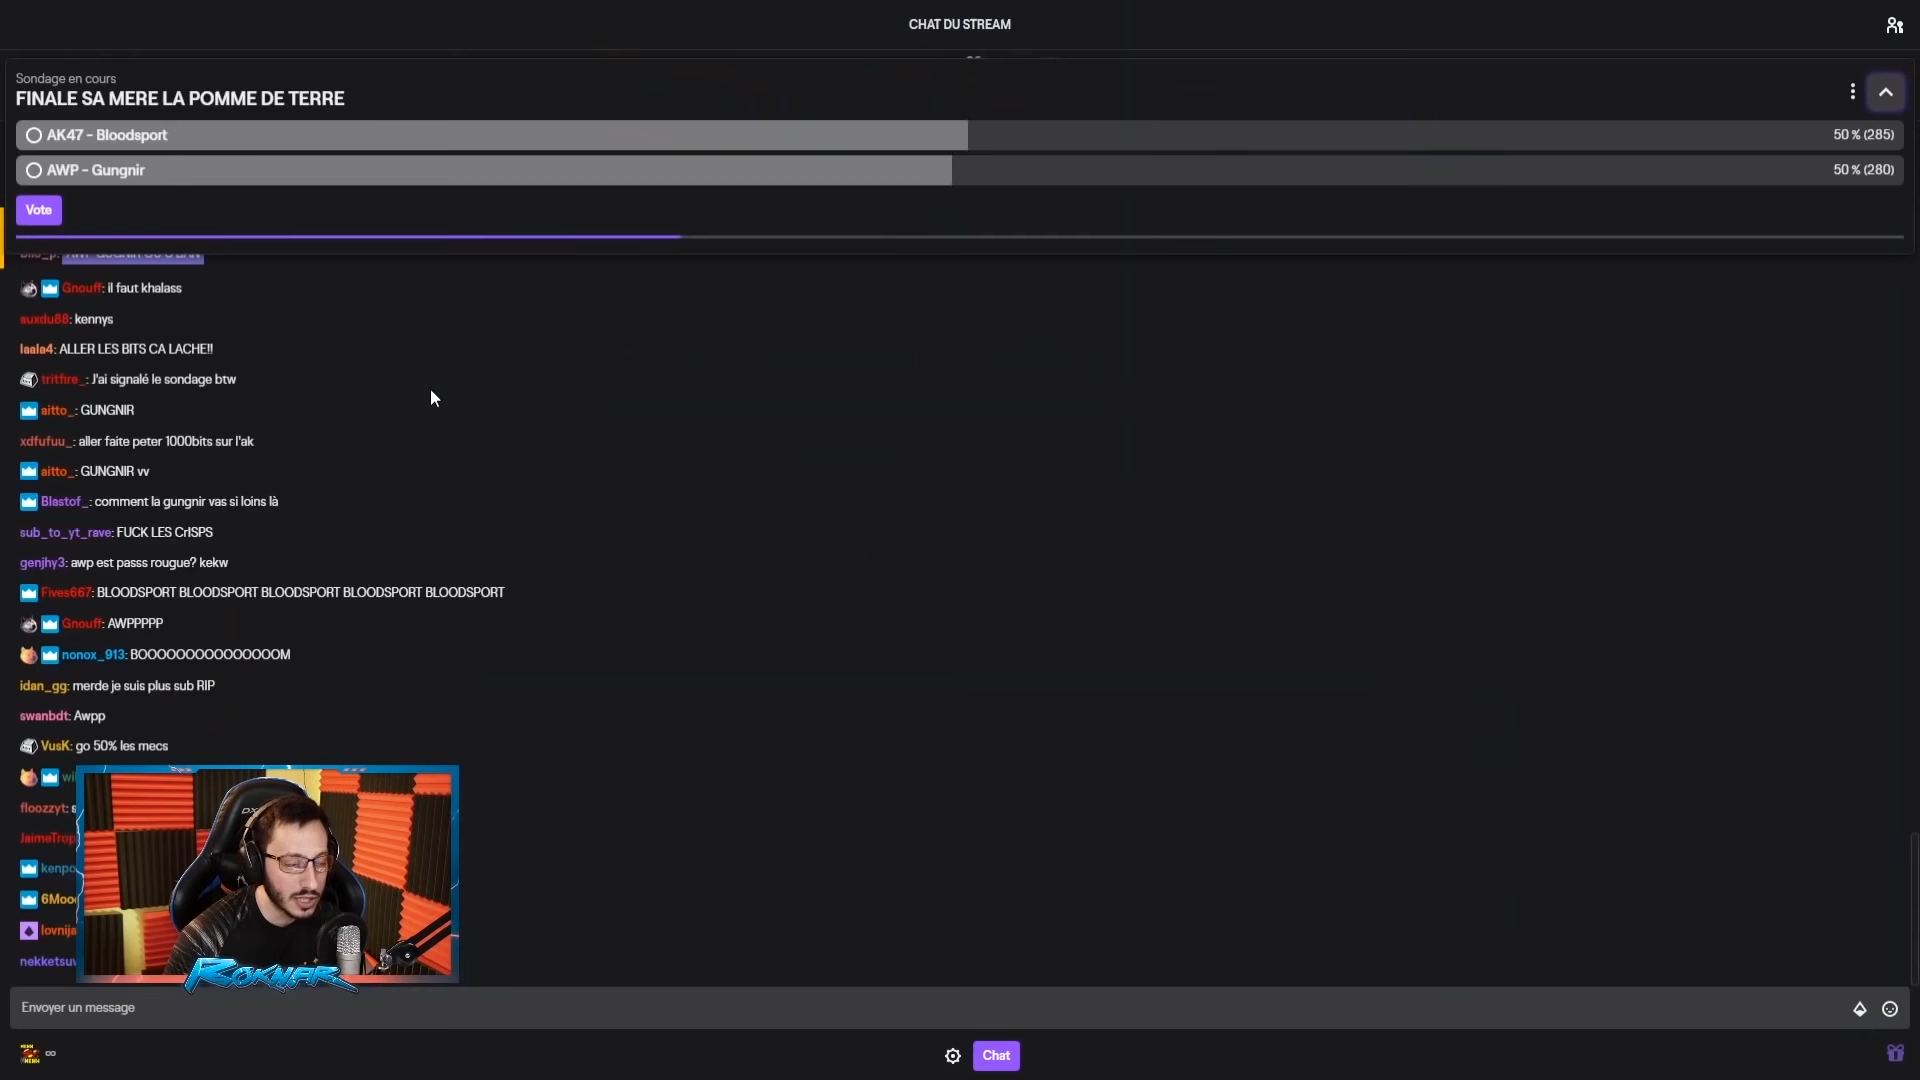 CHAT DU STREAM
Sondage en cours
FINALE SA MERE LA POMME DE TERRE
AK47 - Bloodsport 50 % (285)
AWP - Gungnir 50 % (280)
Vote
Gnouff: il faut khalass
auxdu88: kennys
laala4: ALLER LES BITS CA LACHE!!
tritfire_: J'ai signalé le sondage btw
aitto_: GUNGNIR
xdfufuu_: aller faite peter 1000bits sur l'ak
aitto_: GUNGNIR vv
Blastof_: comment la gungnir vas si loins là
sub_to_yt_rave: FUCK LES CrISPS
genjhy3: awp est passs rougue? kekw
Fives667: BLOODSPORT BLOODSPORT BLOODSPORT BLOODSPORT BLOODSPORT
Gnouff: AWPPPPP
nonox_913: BOOOOOOOOOOOOOOOM
idan_gg: merde je suis plus sub RIP
swanbdt: Awpp
VusK: go 50% les mecs
floozzyt: s
JaimeTrop
kenpo
6Moo
lovnija
nekketsuv
ROKNAR
Envoyer un message
∞
Chat